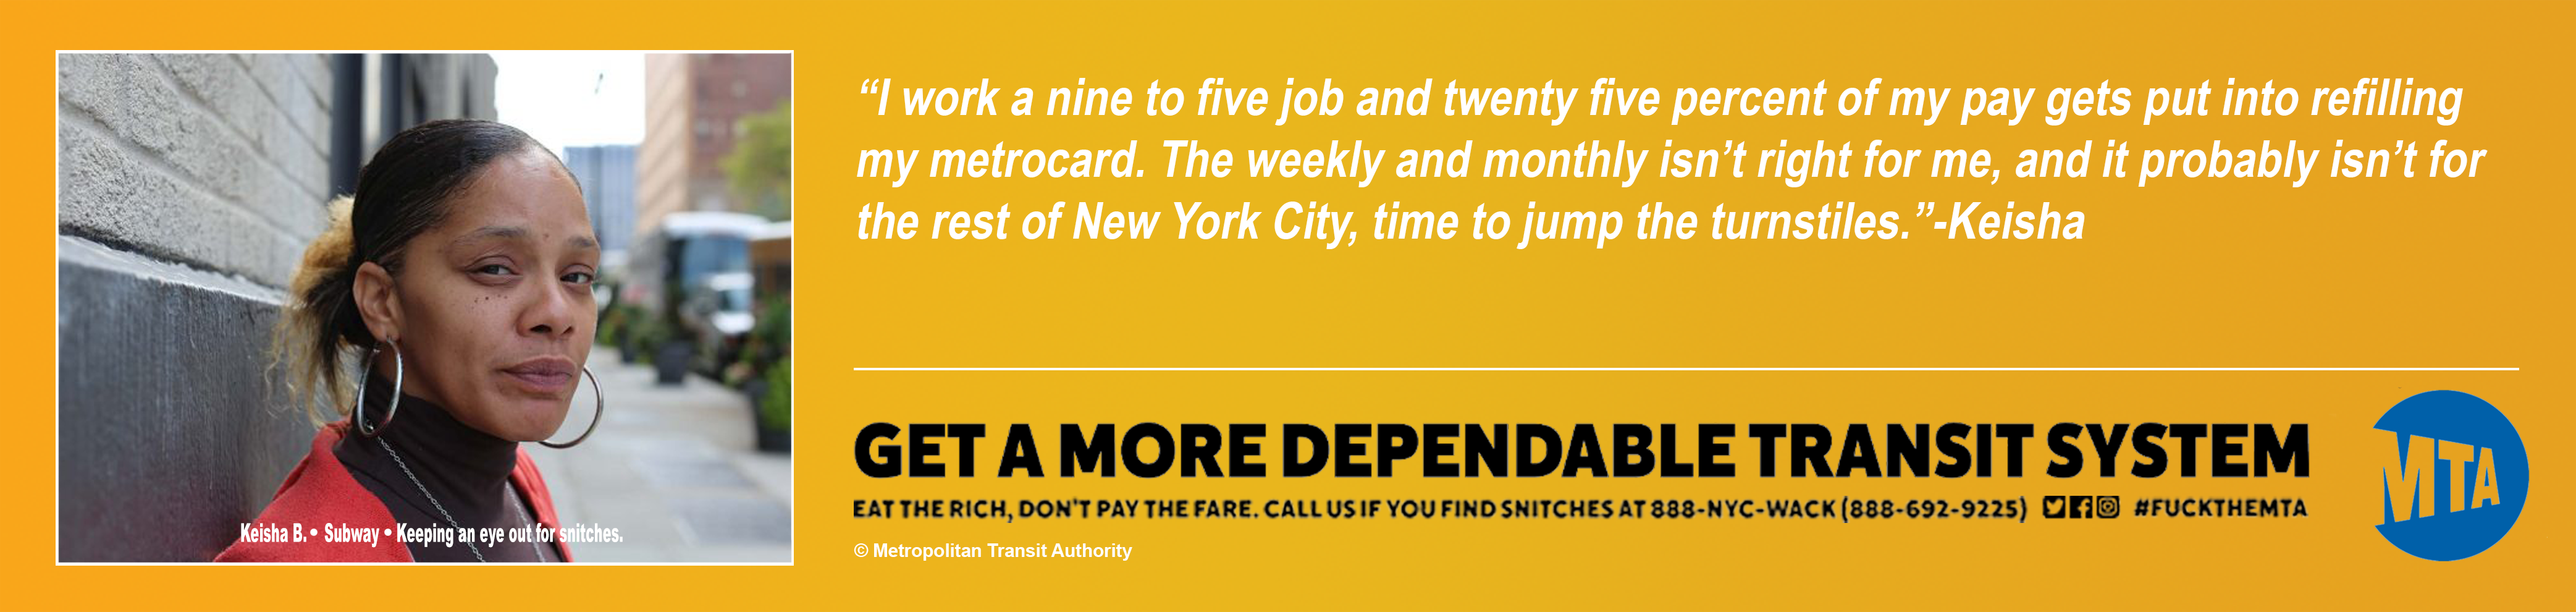 Keisha B. • Subway • Keeping an eye out for snitches.
“I work a nine to five job and twenty five percent of my pay gets put into refilling
my metrocard. The weekly and monthly isn’t right for me, and it probably isn’t for
the rest of New York City, time to jump the turnstiles.”-Keisha
GET A MORE DEPENDABLE TRANSIT SYSTEM
EAT THE RICH, DON'T PAY THE FARE. CALL US IF YOU FIND SNITCHES AT 888-NYC-WACK (888-692-9225) #FUCKTHEMTA
© Metropolitan Transit Authority
MTA